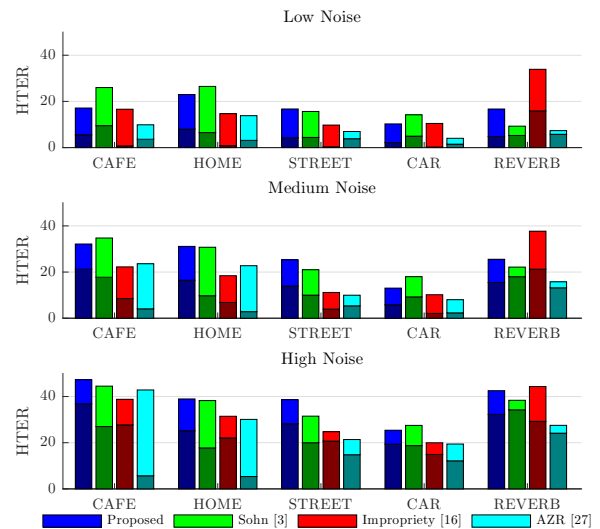 Low Noise
HTER
40
20
0
CAFE HOME STREET CAR REVERB
Medium Noise
HTER
40
20
0
CAFE HOME STREET CAR REVERB
High Noise
HTER
40
20
0
CAFE HOME STREET CAR REVERB
Proposed Sohn [3] Impropriety [16] AZR [27]